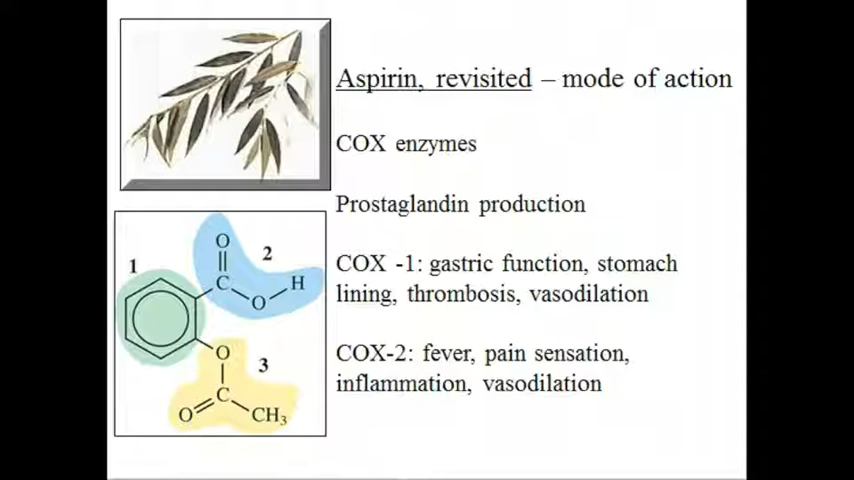 Aspirin, revisited – mode of action
COX enzymes
Prostaglandin production
COX -1: gastric function, stomach
lining, thrombosis, vasodilation
COX-2: fever, pain sensation,
inflammation, vasodilation
O
2
1
C
H
O
O
3
C
O
CH₃